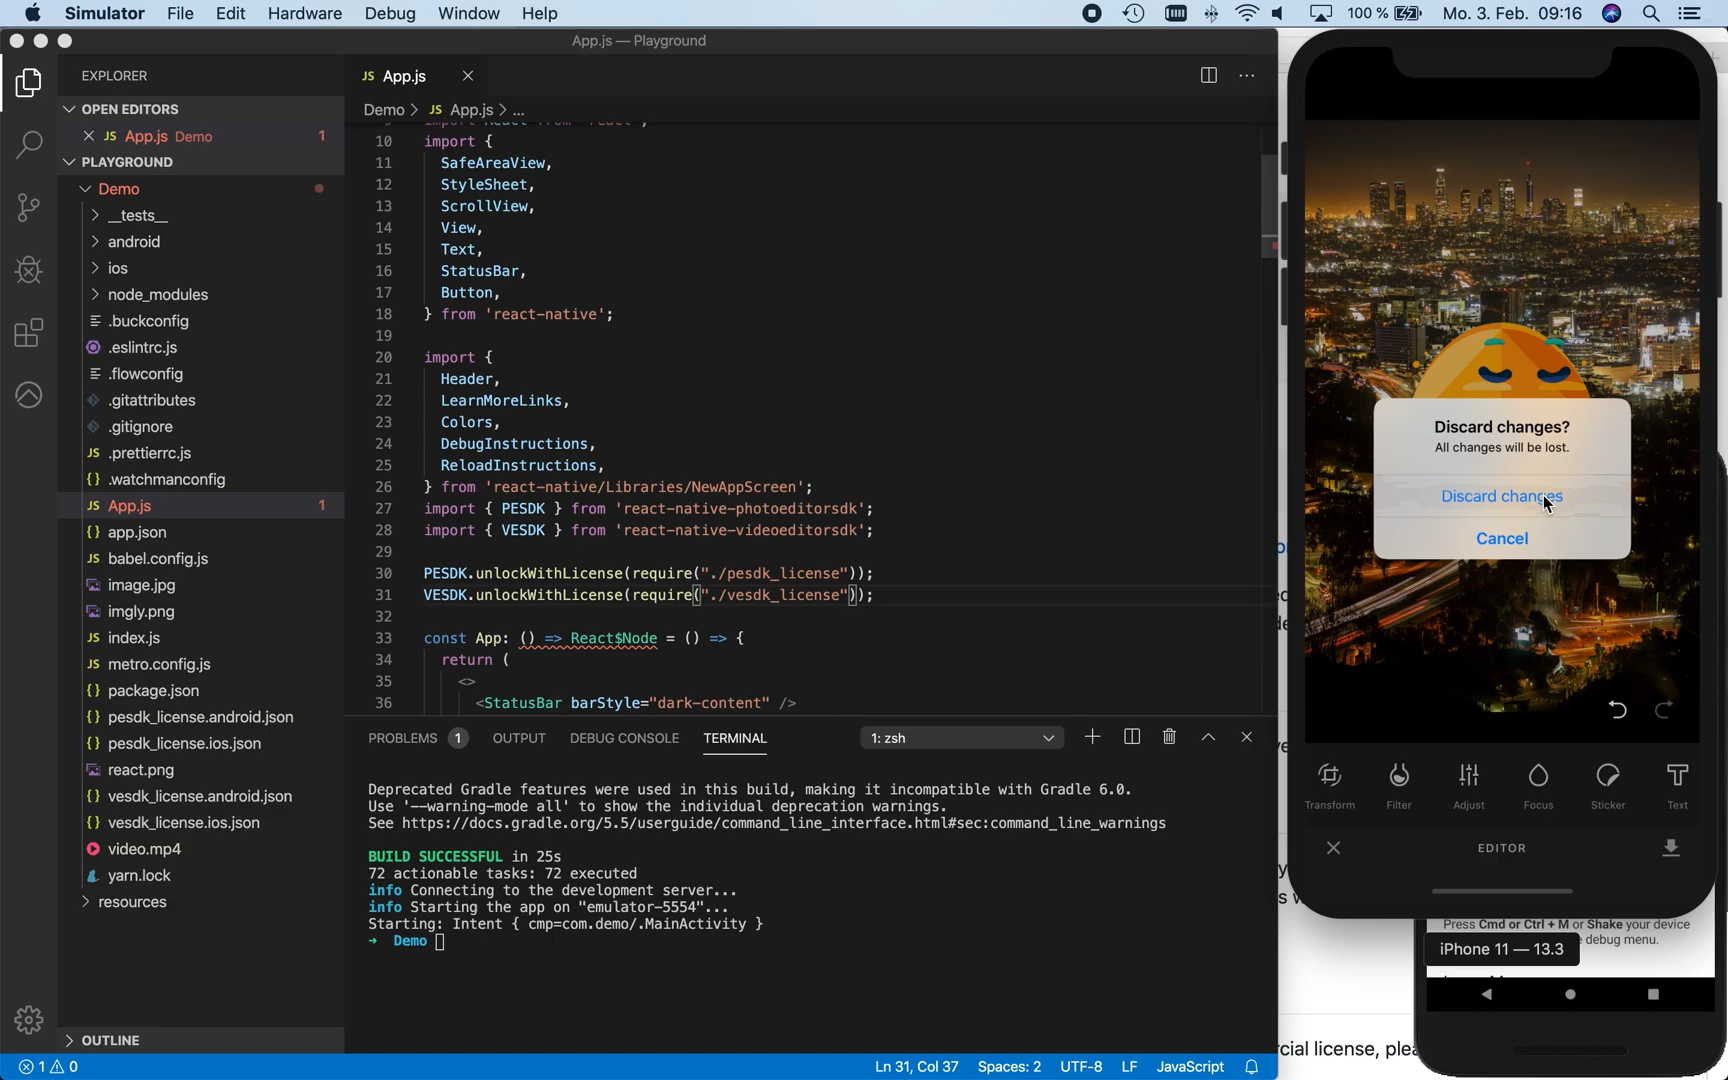 Simulator File Edit Hardware Debug Window Help 100 % Mo. 3. Feb. 09:16
App.js — Playground
EXPLORER
OPEN EDITORS
JS App.js Demo 1
PLAYGROUND
Demo
__tests__
android
ios
node_modules
.buckconfig
.eslintrc.js
.flowconfig
.gitattributes
.gitignore
JS .prettierrc.js
{} .watchmanconfig
JS App.js 1
{} app.json
JS babel.config.js
image.jpg
imgly.png
JS index.js
JS metro.config.js
{} package.json
{} pesdk_license.android.json
{} pesdk_license.ios.json
react.png
{} vesdk_license.android.json
{} vesdk_license.ios.json
video.mp4
yarn.lock
resources
OUTLINE
JS App.js
Demo > JS App.js > ...
10 import {
11 SafeAreaView,
12 StyleSheet,
13 ScrollView,
14 View,
15 Text,
16 StatusBar,
17 Button,
18 } from 'react-native';
19
20 import {
21 Header,
22 LearnMoreLinks,
23 Colors,
24 DebugInstructions,
25 ReloadInstructions,
26 } from 'react-native/Libraries/NewAppScreen';
27 import { PESDK } from 'react-native-photoeditorsdk';
28 import { VESDK } from 'react-native-videoeditorsdk';
29
30 PESDK.unlockWithLicense(require("./pesdk_license"));
31 VESDK.unlockWithLicense(require("./vesdk_license"));
32
33 const App: () => React$Node = () => {
34 return (
35 <>
36 <StatusBar barStyle="dark-content" />
PROBLEMS 1 OUTPUT DEBUG CONSOLE TERMINAL 1: zsh
Deprecated Gradle features were used in this build, making it incompatible with Gradle 6.0.
Use '--warning-mode all' to show the individual deprecation warnings.
See https://docs.gradle.org/5.5/userguide/command_line_interface.html#sec:command_line_warnings
BUILD SUCCESSFUL in 25s
72 actionable tasks: 72 executed
info Connecting to the development server...
info Starting the app on "emulator-5554"...
Starting: Intent { cmp=com.demo/.MainActivity }
➜ Demo
1 0 Ln 31, Col 37 Spaces: 2 UTF-8 LF JavaScript
Discard changes?
All changes will be lost.
Discard changes
Cancel
Transform Filter Adjust Focus Sticker Text
EDITOR
Press Cmd or Ctrl + M or Shake your device
debug menu.
iPhone 11 — 13.3
cial license,